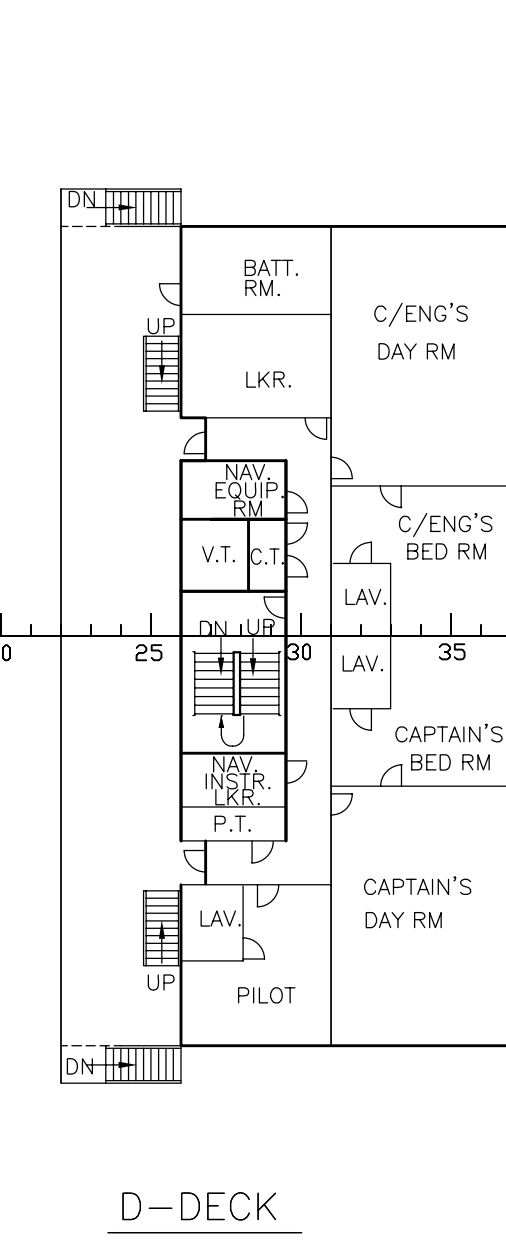 DN
BATT.
RM.
C/ENG'S
DAY RM
UP
LKR.
NAV.
EQUIP.
RM
C/ENG'S
BED RM
V.T.
C.T.
LAV.
DN
UP
0
25
30
35
LAV.
CAPTAIN'S
BED RM
NAV.
INSTR.
LKR.
P.T.
CAPTAIN'S
DAY RM
LAV.
UP
PILOT
DN
D-DECK